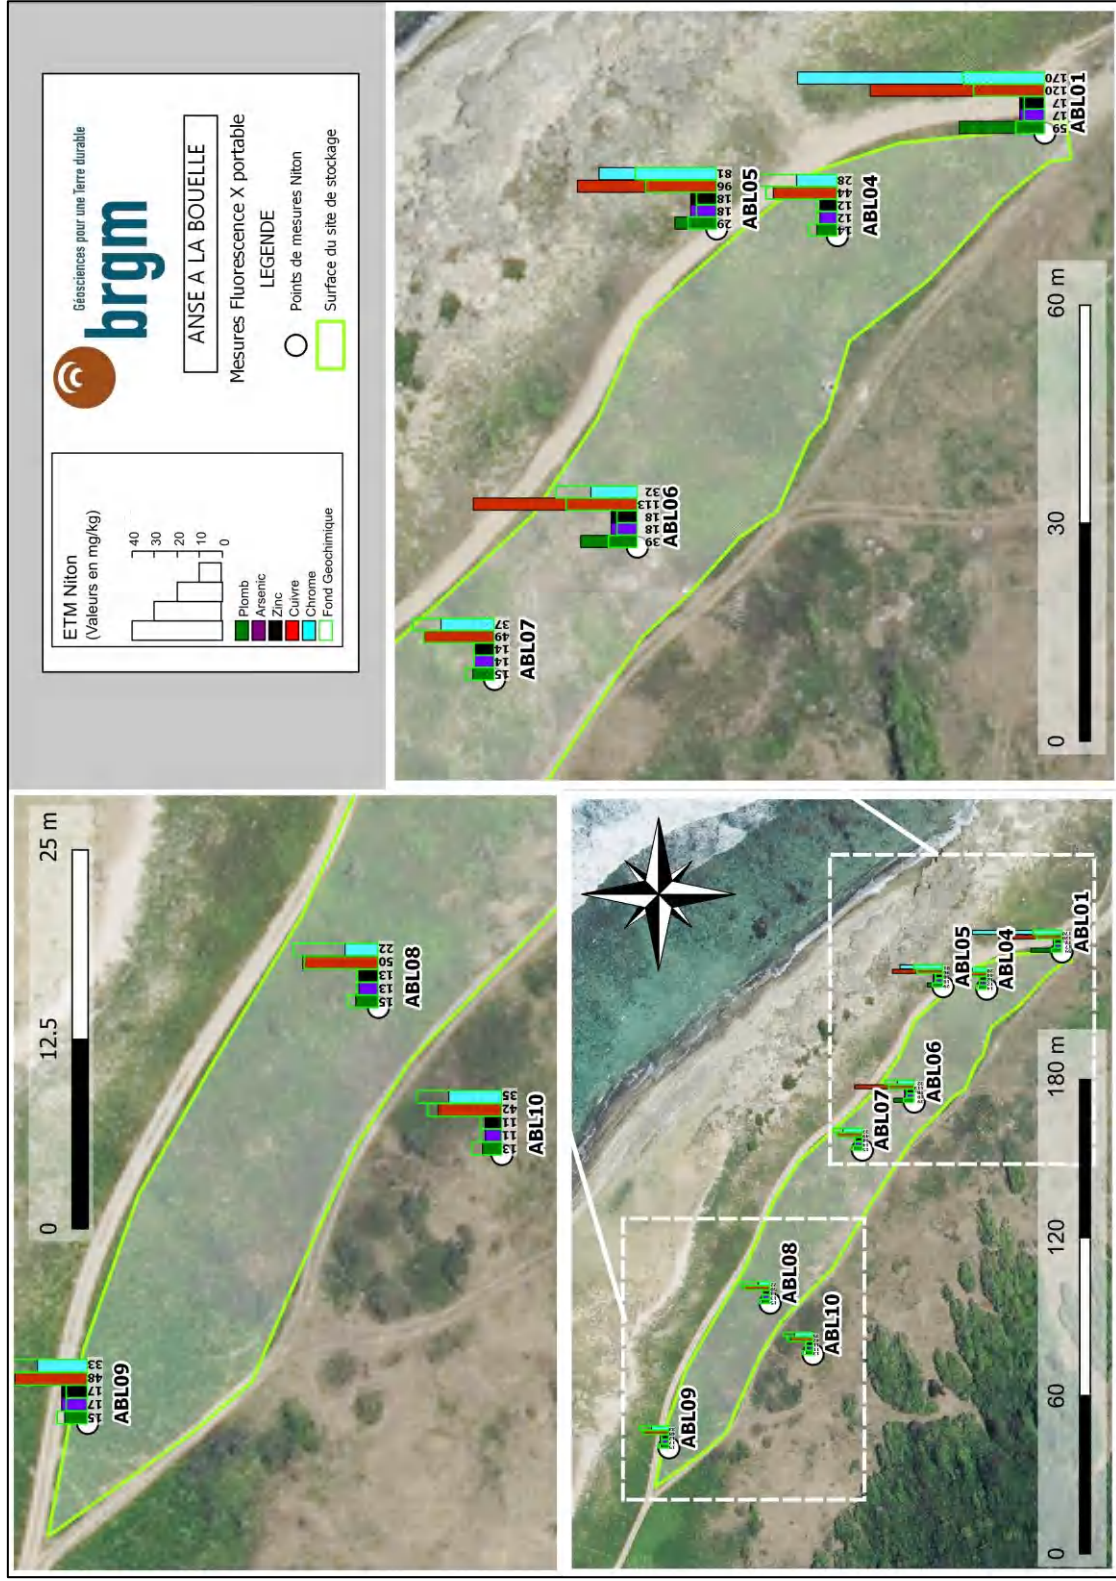 Géosciences pour une Terre durable
brgm
ANSE A LA BOUELLE
Mesures Fluorescence X portable
LEGENDE
Points de mesures Niton
Surface du site de stockage
ETM Niton
(Valeurs en mg/kg)
40
30
20
10
0
Plomb
Arsenic
Zinc
Cuivre
Chrome
Fond Geochimique
0 12.5 25 m
15 17 17 48 33
ABL09
15 13 13 50 22
ABL08
13 11 11 42 35
ABL10
15 14 14 49 37
ABL07
39 18 18 113 32
ABL06
29 18 18 96 81
ABL05
14 12 12 44 28
ABL04
59 17 17 120 170
ABL01
0 30 60 m
ABL09
ABL08
ABL10
ABL07
ABL06
ABL05
ABL04
ABL01
0 60 120 180 m